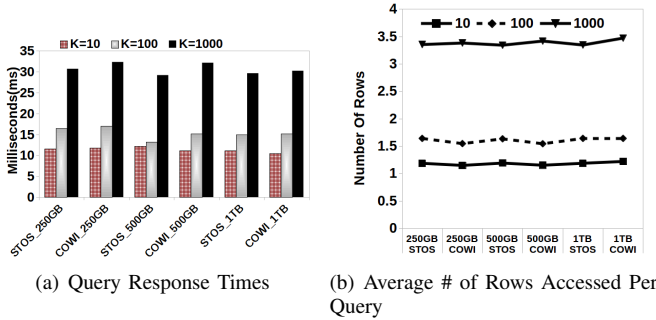 K=10 K=100 K=1000
Milliseconds(ms)
35
30
25
20
15
10
5
0
STOS_250GB
COWI_250GB
STOS_500GB
COWI_500GB
STOS_1TB
COWI_1TB
(a) Query Response Times
10 100 1000
Number Of Rows
4
3.5
3
2.5
2
1.5
1
0.5
0
250GB 250GB 500GB 500GB 1TB 1TB
STOS COWI STOS COWI STOS COWI
(b) Average # of Rows Accessed Per
Query